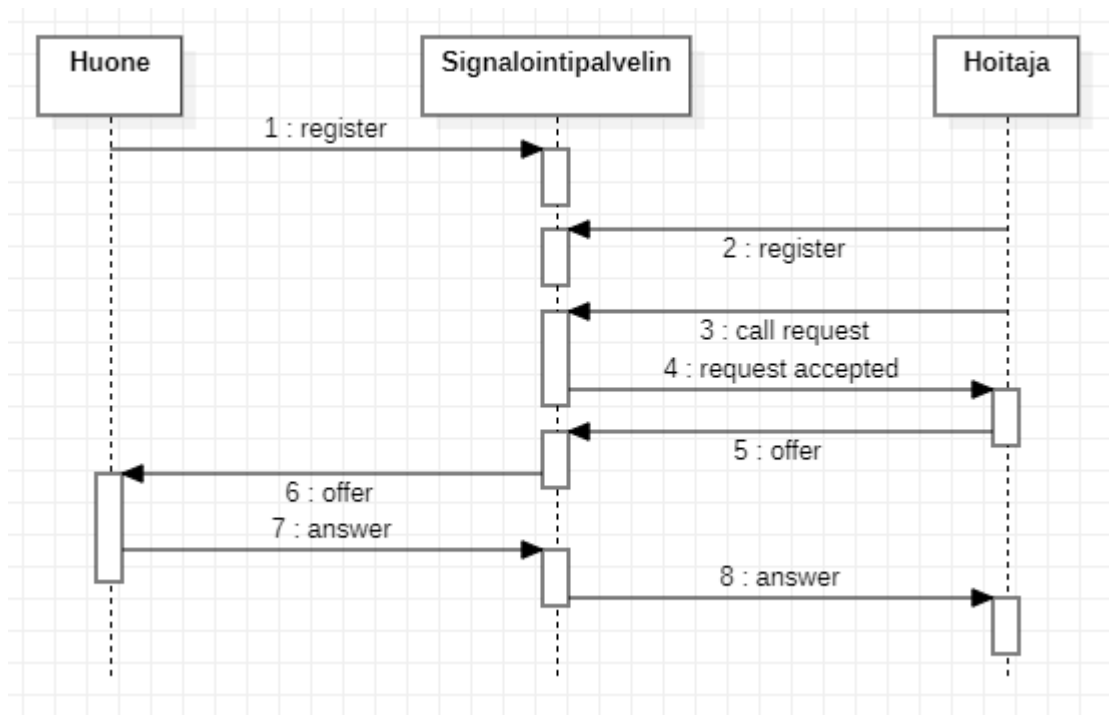 Huone
Signalointipalvelin
Hoitaja
1 : register
2 : register
3 : call request
4 : request accepted
5 : offer
6 : offer
7 : answer
8 : answer